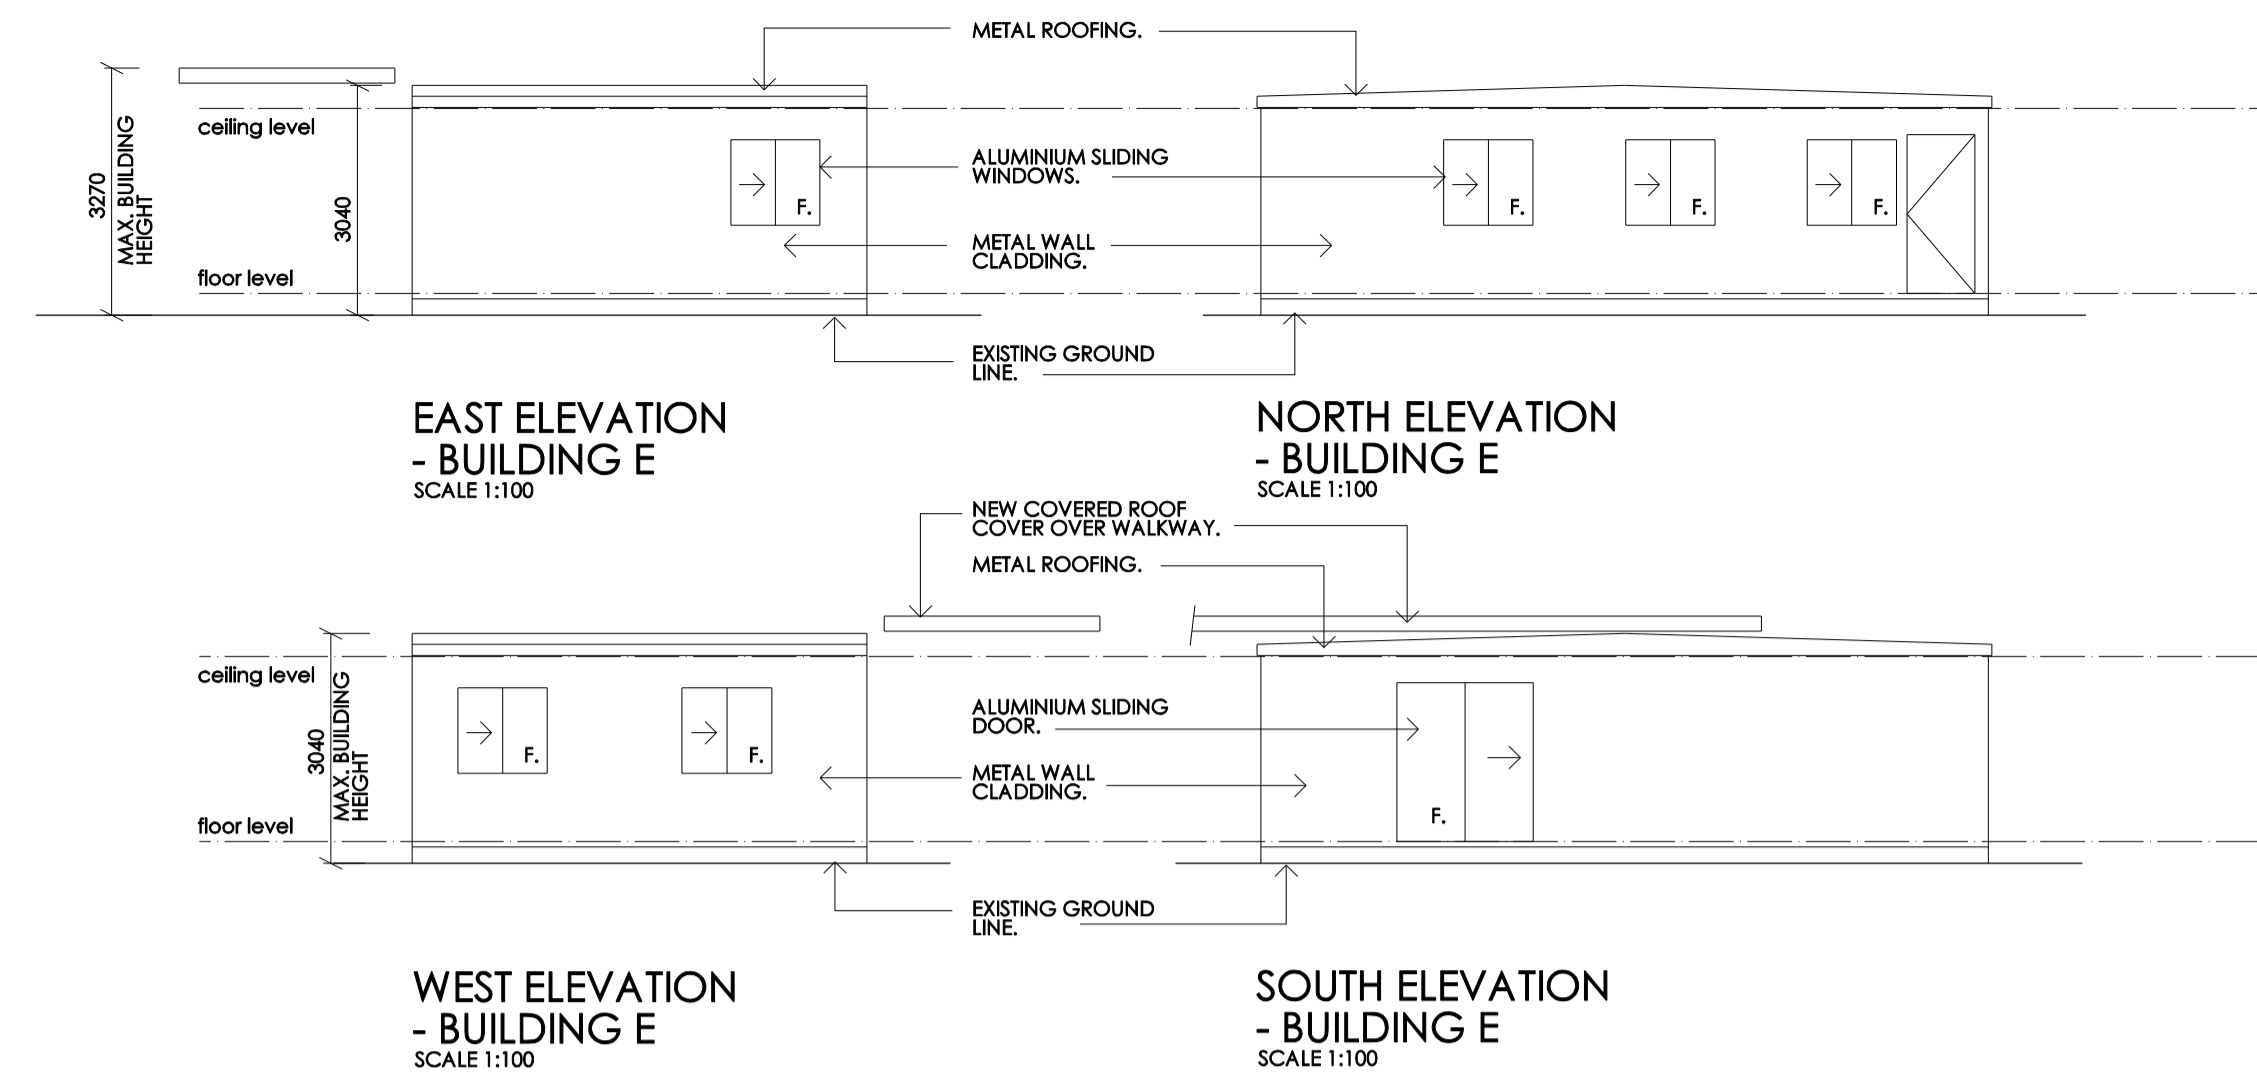 METAL ROOFING.
ceiling level
3270
MAX. BUILDING
HEIGHT
3040
floor level
ALUMINIUM SLIDING
WINDOWS.
F.
F.
F.
F.
METAL WALL
CLADDING.
EXISTING GROUND
LINE.
EAST ELEVATION
- BUILDING E
SCALE 1:100
NORTH ELEVATION
- BUILDING E
SCALE 1:100
NEW COVERED ROOF
COVER OVER WALKWAY.
METAL ROOFING.
ceiling level
3040
MAX. BUILDING
HEIGHT
floor level
F.
F.
ALUMINIUM SLIDING
DOOR.
METAL WALL
CLADDING.
F.
EXISTING GROUND
LINE.
WEST ELEVATION
- BUILDING E
SCALE 1:100
SOUTH ELEVATION
- BUILDING E
SCALE 1:100